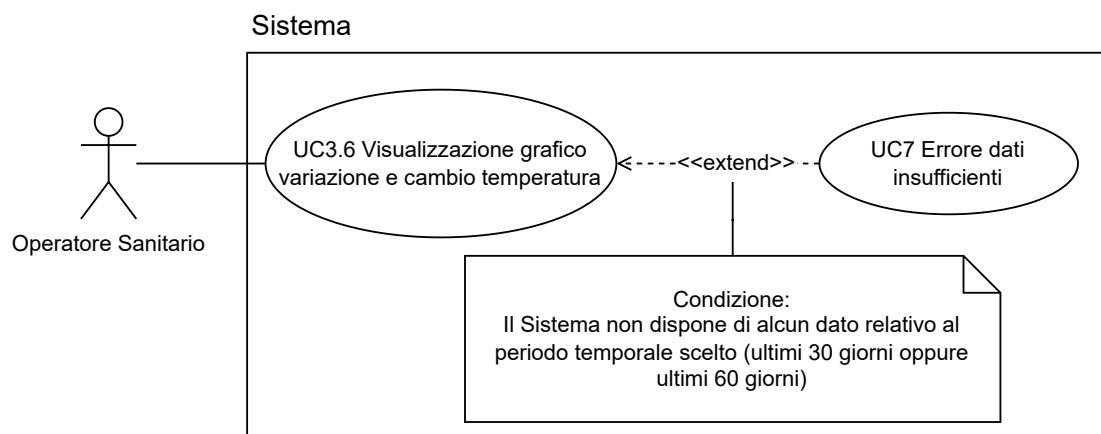 Sistema
UC3.6 Visualizzazione grafico
variazione e cambio temperatura
<<extend>>
UC7 Errore dati
insufficienti
Operatore Sanitario
Condizione:
Il Sistema non dispone di alcun dato relativo al
periodo temporale scelto (ultimi 30 giorni oppure
ultimi 60 giorni)